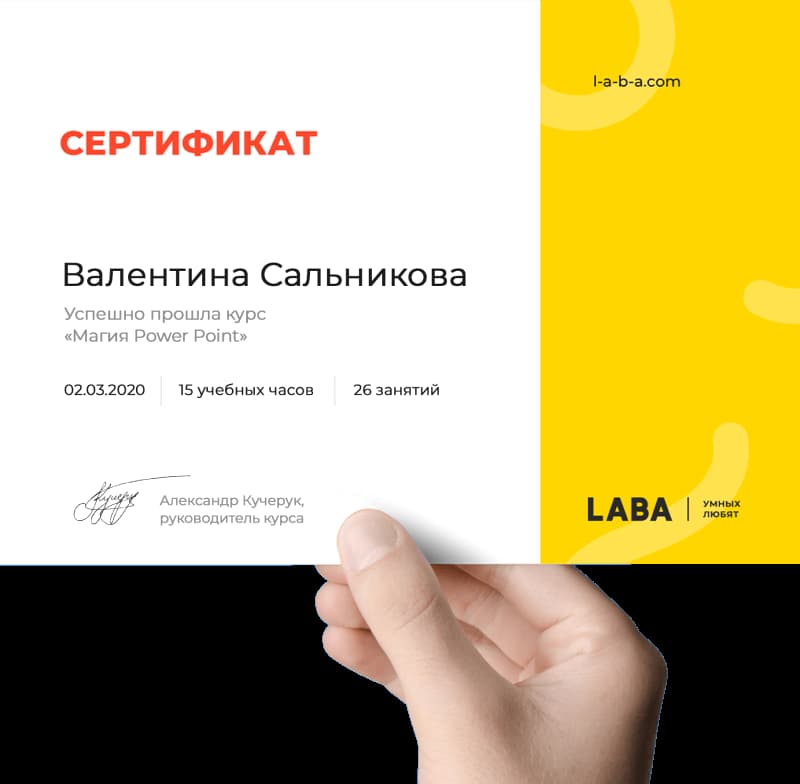 l-a-b-a.com
СЕРТИФИКАТ
Валентина Сальникова
Успешно прошла курс
«Магия Power Point»
02.03.2020 15 учебных часов 26 занятий
Александр Кучерук,
руководитель курса
LABA
УМНЫХ
ЛЮБЯТ